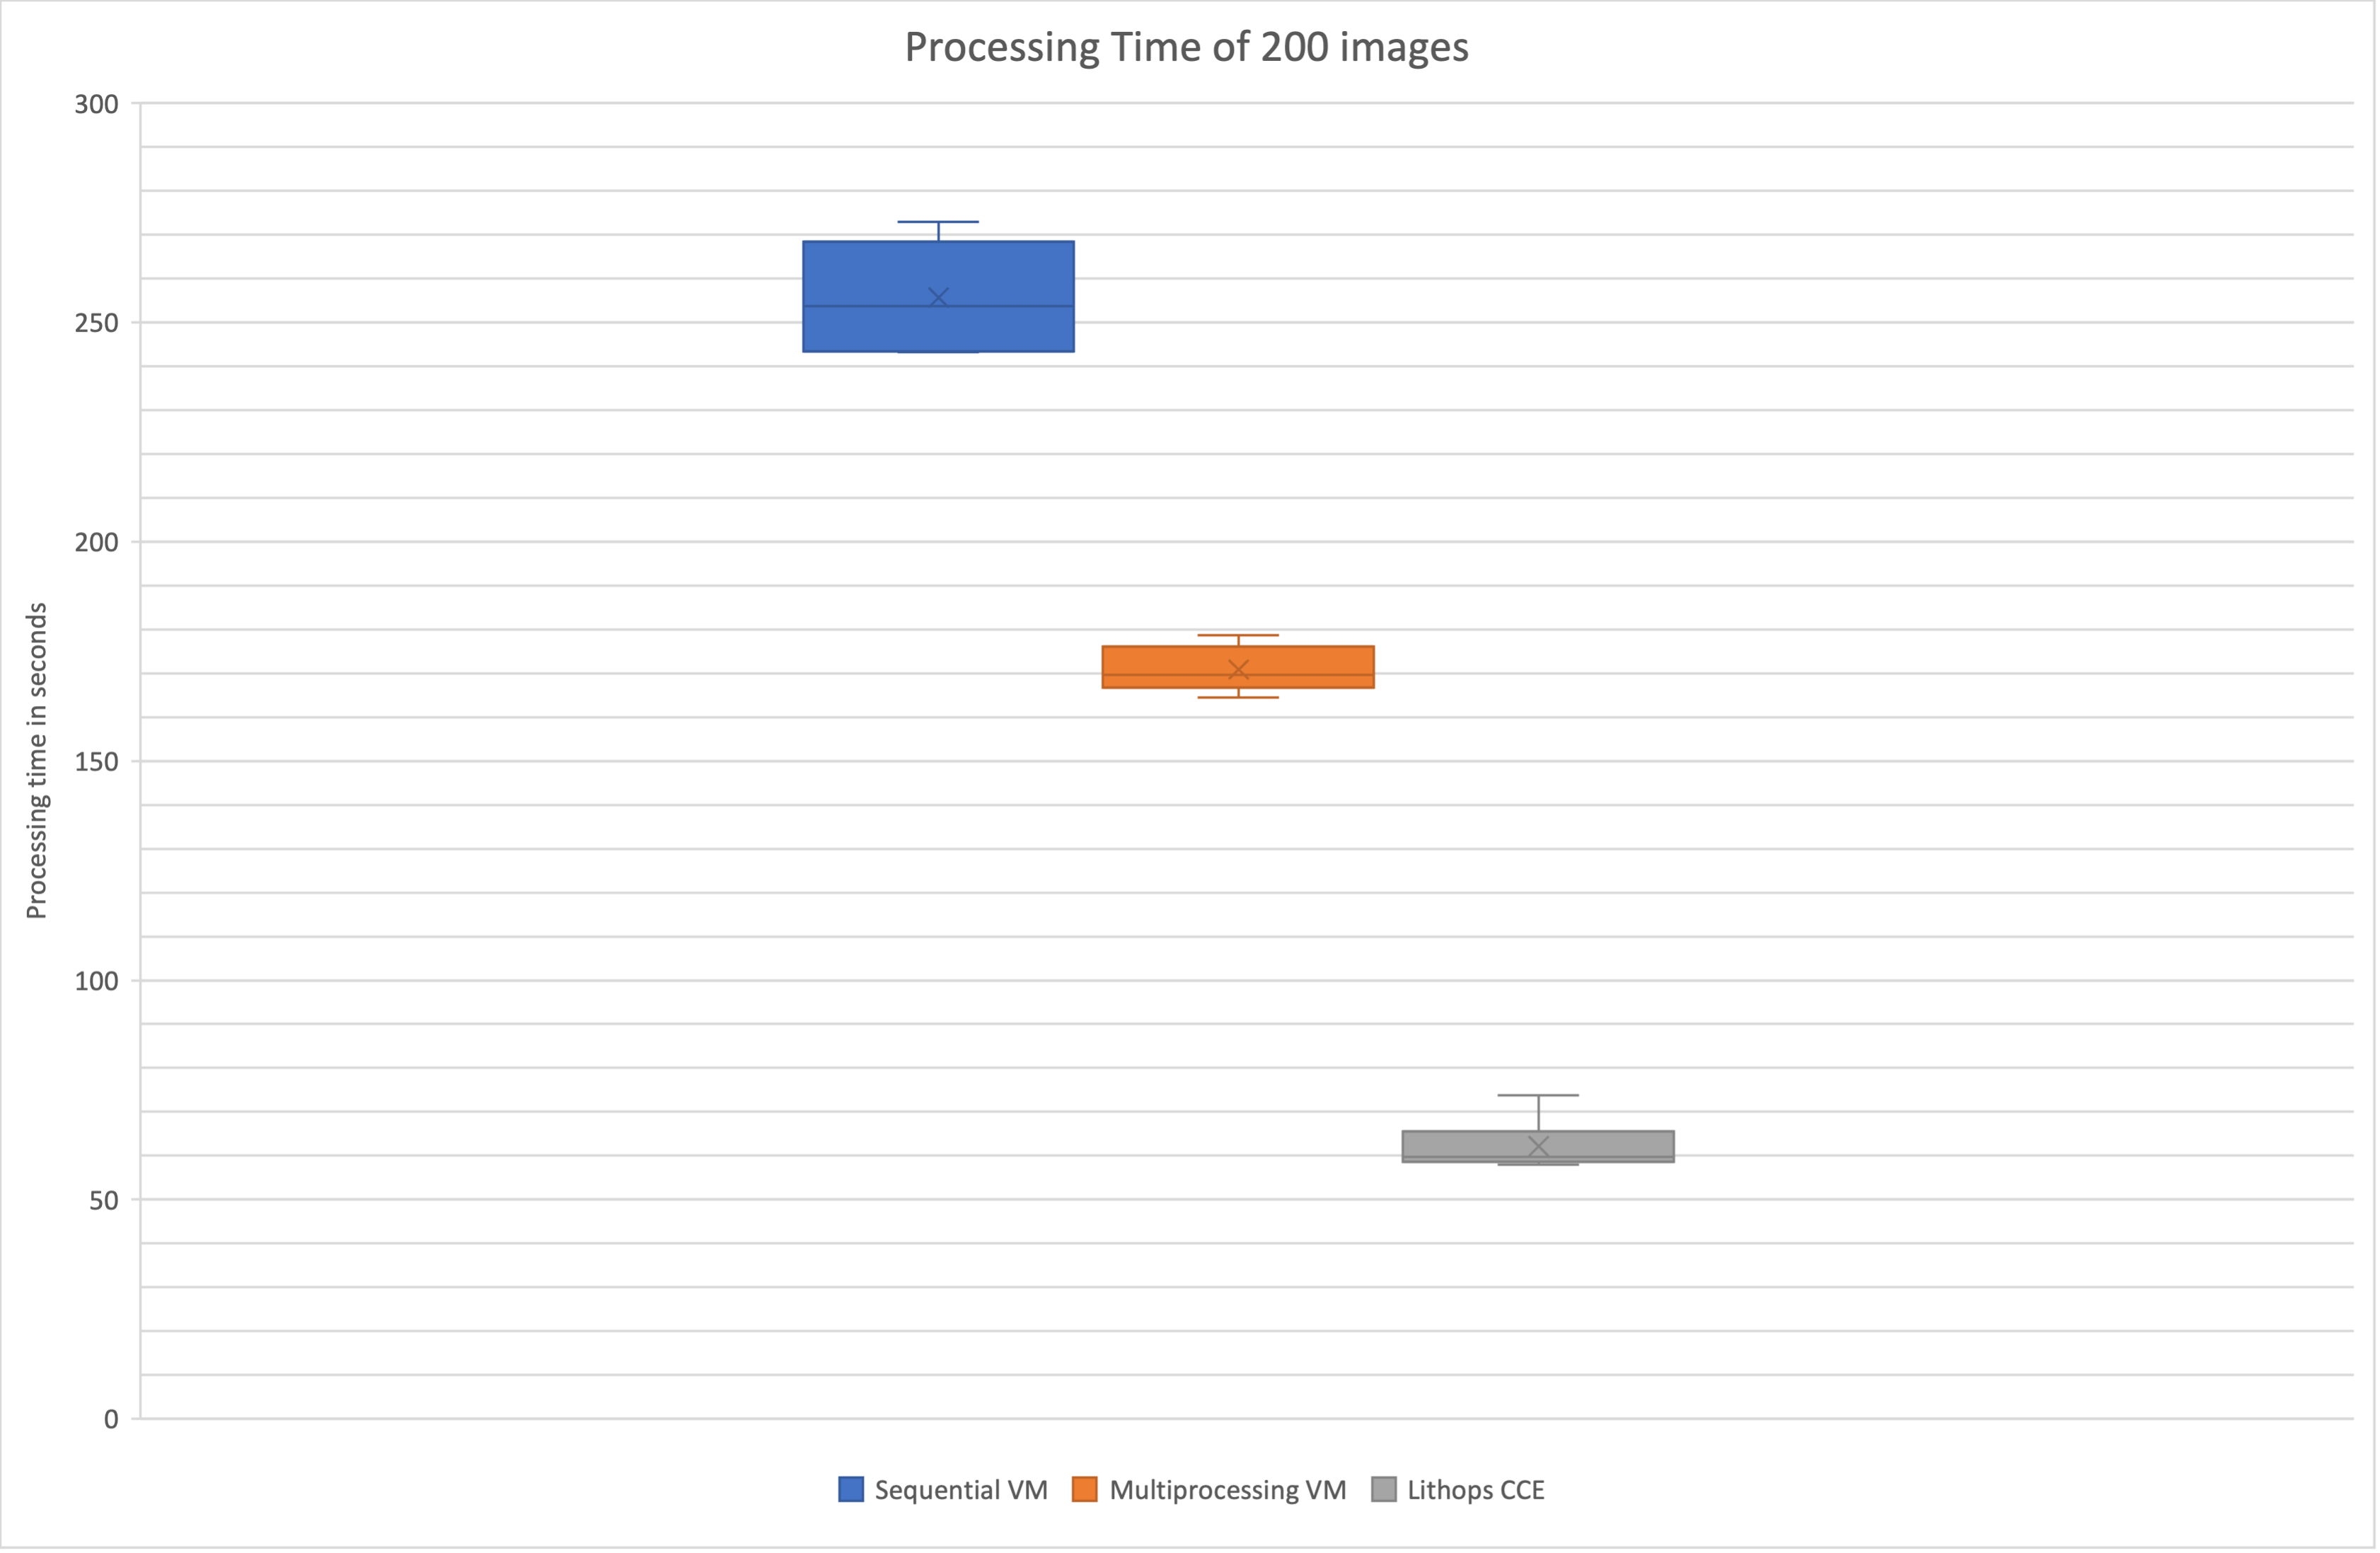 Processing Time of 200 images
300
250
200
150
100
50
0
Processing time in seconds
Sequential VM Multiprocessing VM Lithops CCE